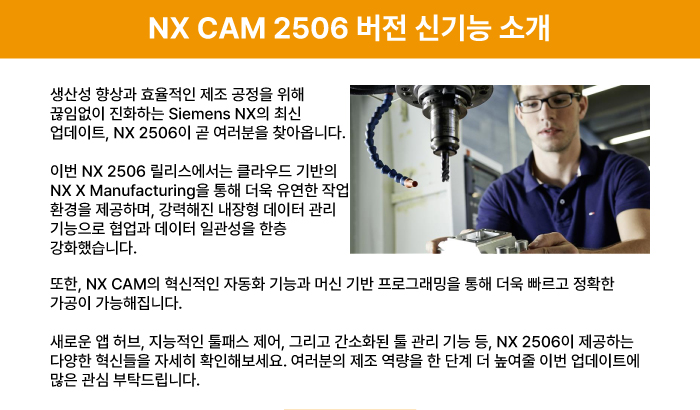 NX CAM 2506 버전 신기능 소개
생산성 향상과 효율적인 제조 공정을 위해
끊임없이 진화하는 Siemens NX의 최신
업데이트, NX 2506이 곧 여러분을 찾아옵니다.
이번 NX 2506 릴리스에서는 클라우드 기반의
NX X Manufacturing을 통해 더욱 유연한 작업
환경을 제공하며, 강력해진 내장형 데이터 관리
기능으로 협업과 데이터 일관성을 한층
강화했습니다.
또한, NX CAM의 혁신적인 자동화 기능과 머신 기반 프로그래밍을 통해 더욱 빠르고 정확한
가공이 가능해집니다.
새로운 앱 허브, 지능적인 툴패스 제어, 그리고 간소화된 툴 관리 기능 등, NX 2506이 제공하는
다양한 혁신들을 자세히 확인해보세요. 여러분의 제조 역량을 한 단계 더 높여줄 이번 업데이트에
많은 관심 부탁드립니다.